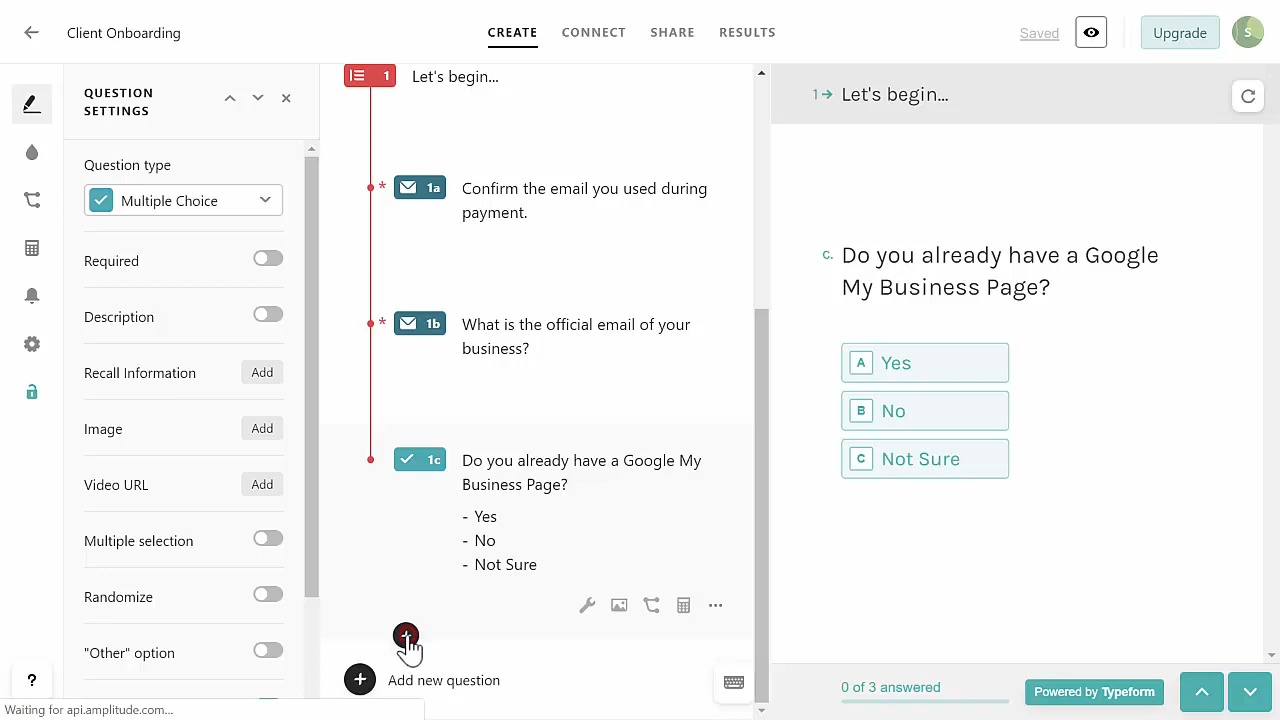 Client Onboarding
CREATE
CONNECT
SHARE
RESULTS
Saved
Upgrade
S
QUESTION
SETTINGS
Question type
Multiple Choice
Required
Description
Recall Information
Add
Image
Add
Video URL
Add
Multiple selection
Randomize
"Other" option
?
Waiting for api.amplitude.com...
1
Let's begin...
* 1a
Confirm the email you used during
payment.
* 1b
What is the official email of your
business?
1c
Do you already have a Google My
Business Page?
- Yes
- No
- Not Sure
Add new question
1 Let's begin...
C. Do you already have a Google
My Business Page?
A Yes
B No
C Not Sure
0 of 3 answered
Powered by Typeform